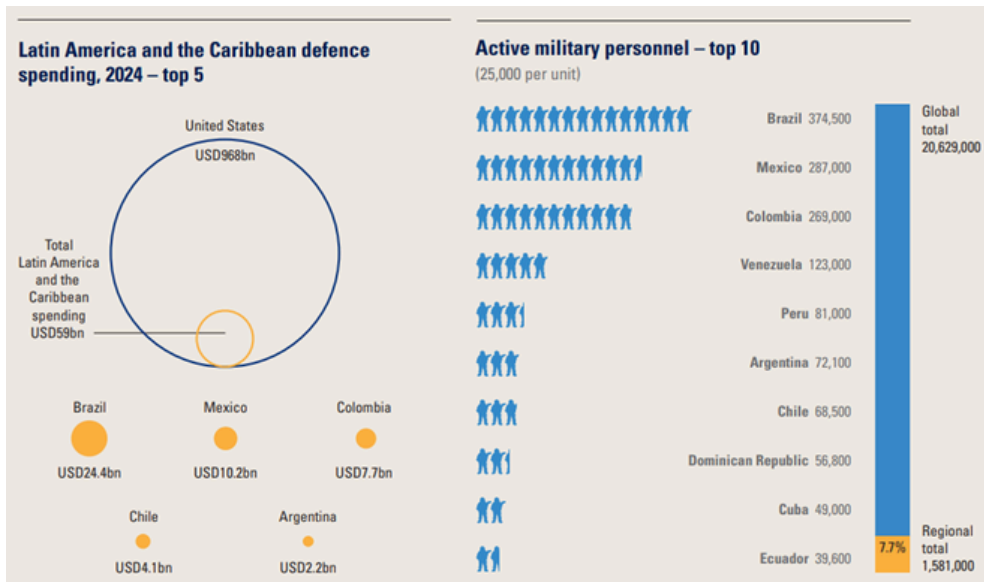 Latin America and the Caribbean defence
spending, 2024 – top 5
United States
USD968bn
Total
Latin America
and the
Caribbean
spending
USD59bn
Brazil
USD24.4bn
Mexico
USD10.2bn
Colombia
USD7.7bn
Chile
USD4.1bn
Argentina
USD2.2bn
Active military personnel – top 10
(25,000 per unit)
Brazil 374,500
Mexico 287,000
Colombia 269,000
Venezuela 123,000
Peru 81,000
Argentina 72,100
Chile 68,500
Dominican Republic 56,800
Cuba 49,000
Ecuador 39,600
Global
total
20,629,000
7.7%
Regional
total
1,581,000